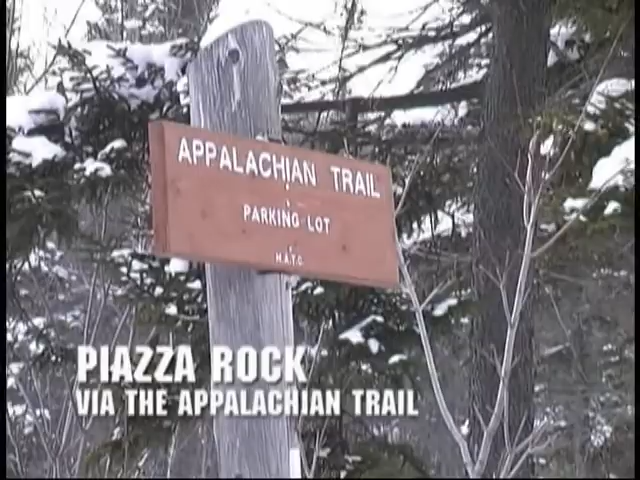 APPALACHIAN TRAIL
PARKING LOT
M.A.T.C.
PIAZZA ROCK
VIA THE APPALACHIAN TRAIL